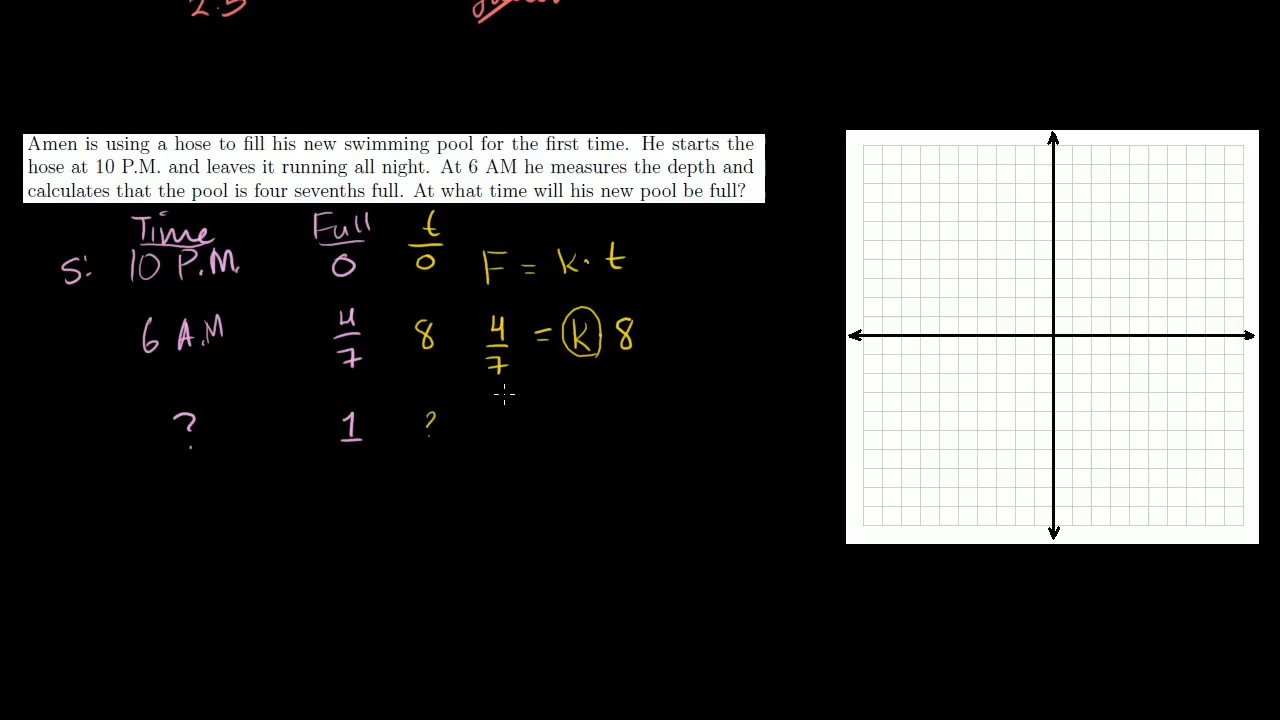 2.5
Amen is using a hose to fill his new swimming pool for the first time. He starts the
hose at 10 P.M. and leaves it running all night. At 6 AM he measures the depth and
calculates that the pool is four sevenths full. At what time will his new pool be full?
Time Full t
S: 10 P.M. 0 0 F = k · t
6 A.M 4/7 8 4/7 = k 8
? 1 ?